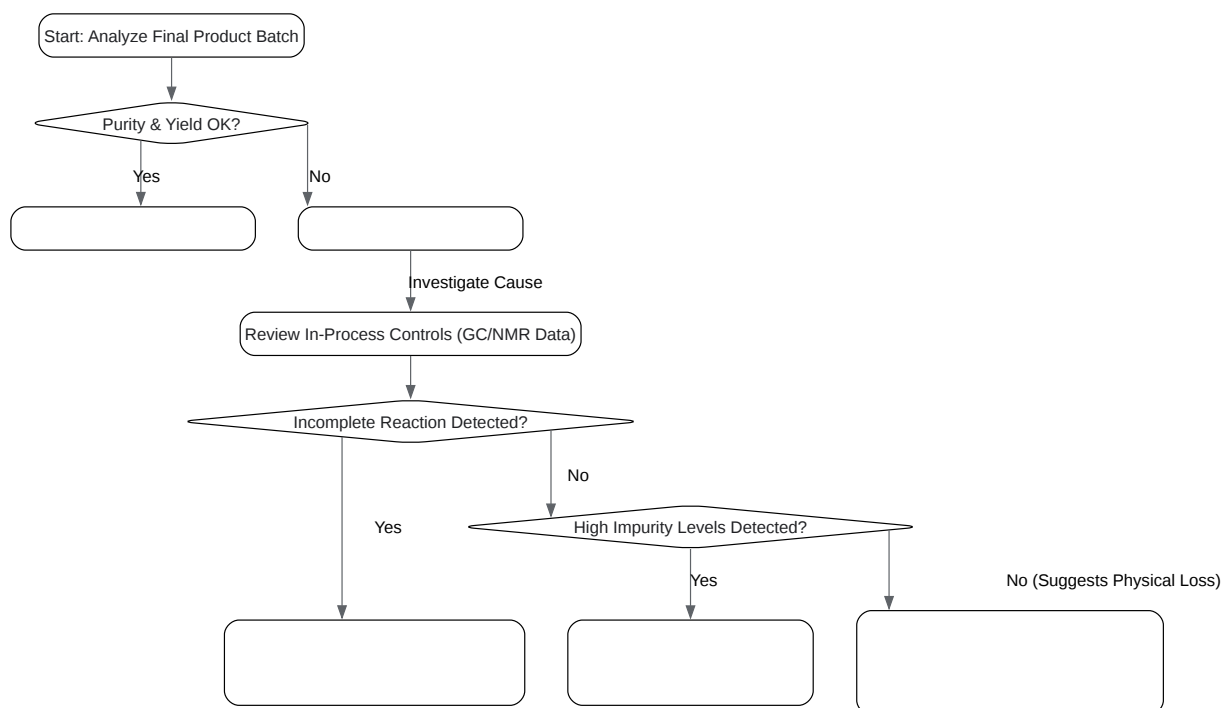 Start: Analyze Final Product Batch
Purity & Yield OK?
Yes
No
Investigate Cause
Review In-Process Controls (GC/NMR Data)
Incomplete Reaction Detected?
No
Yes
High Impurity Levels Detected?
Yes
No (Suggests Physical Loss)